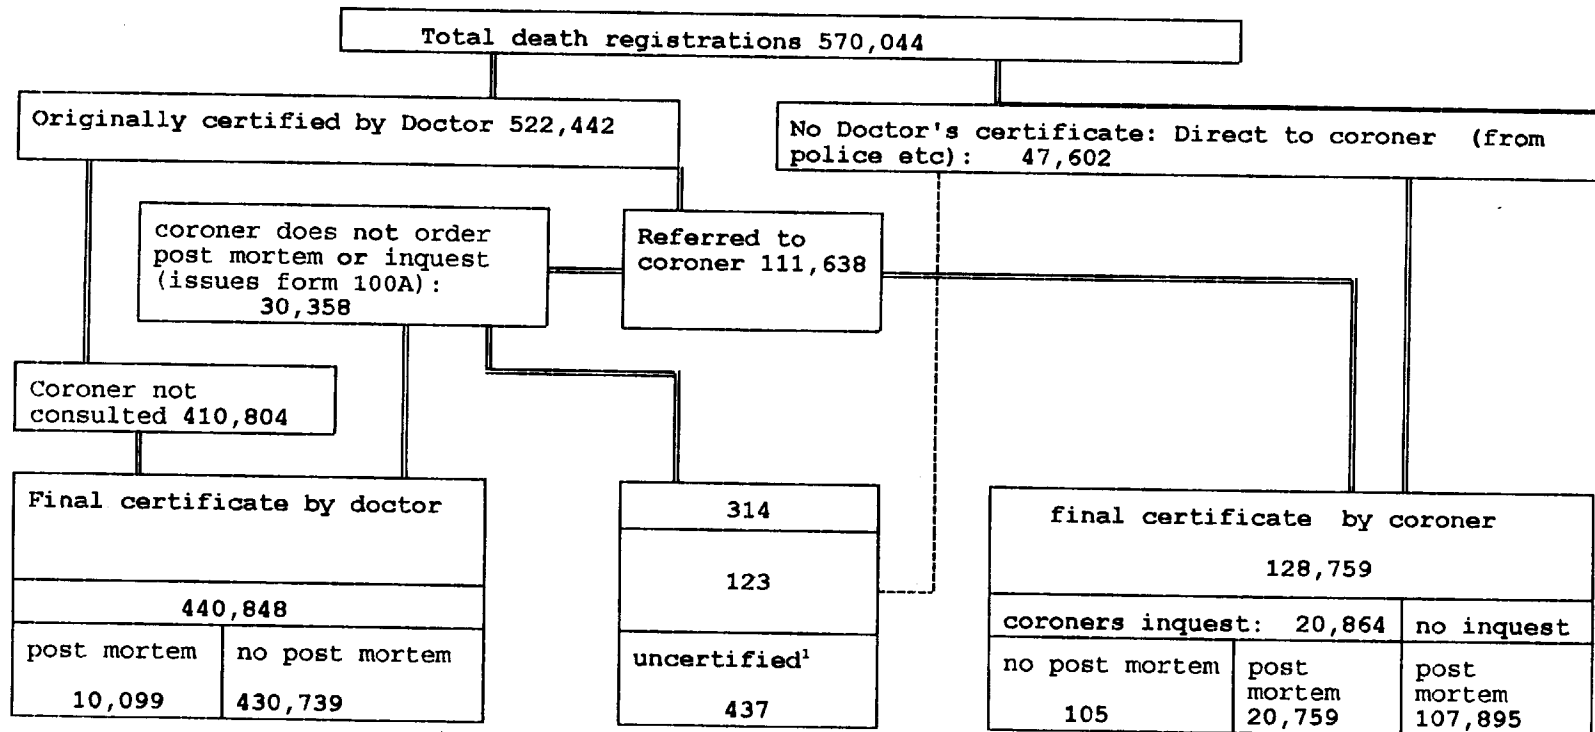 Total death registrations 570,044
Originally certified by Doctor 522,442
No Doctor's certificate: Direct to coroner (from
police etc): 47,602
coroner does not order
post mortem or inquest
(issues form 100A):
30,358
Referred to
coroner 111,638
Coroner not
consulted 410,804
Final certificate by doctor
440,848
post mortem
10,099
no post mortem
430,739
314
123
uncertified¹
437
final certificate by coroner
128,759
coroners inquest: 20,864
no inquest
no post mortem
105
post
mortem
20,759
post
mortem
107,895